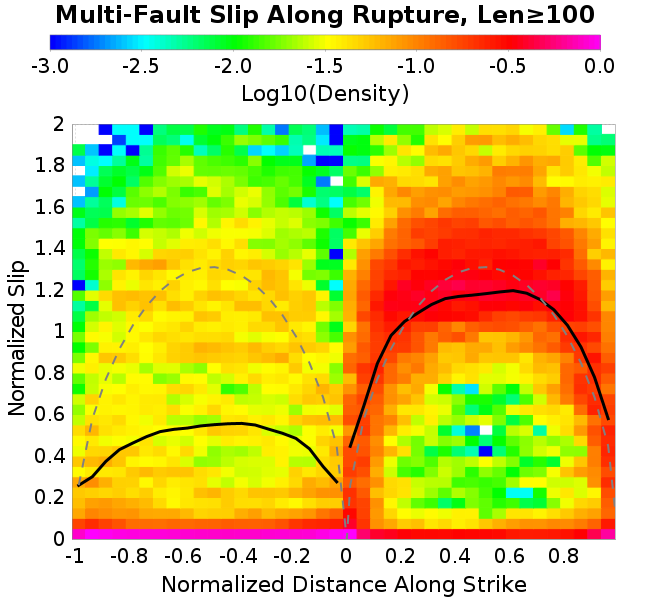 Multi-Fault Slip Along Rupture, Len≥100
-3.0 -2.5 -2.0 -1.5 -1.0 -0.5 0.0
Log10(Density)
2
1.8
1.6
1.4
1.2
1
0.8
0.6
0.4
0.2
0
Normalized Slip
-1 -0.8 -0.6 -0.4 -0.2 0 0.2 0.4 0.6 0.8
Normalized Distance Along Strike